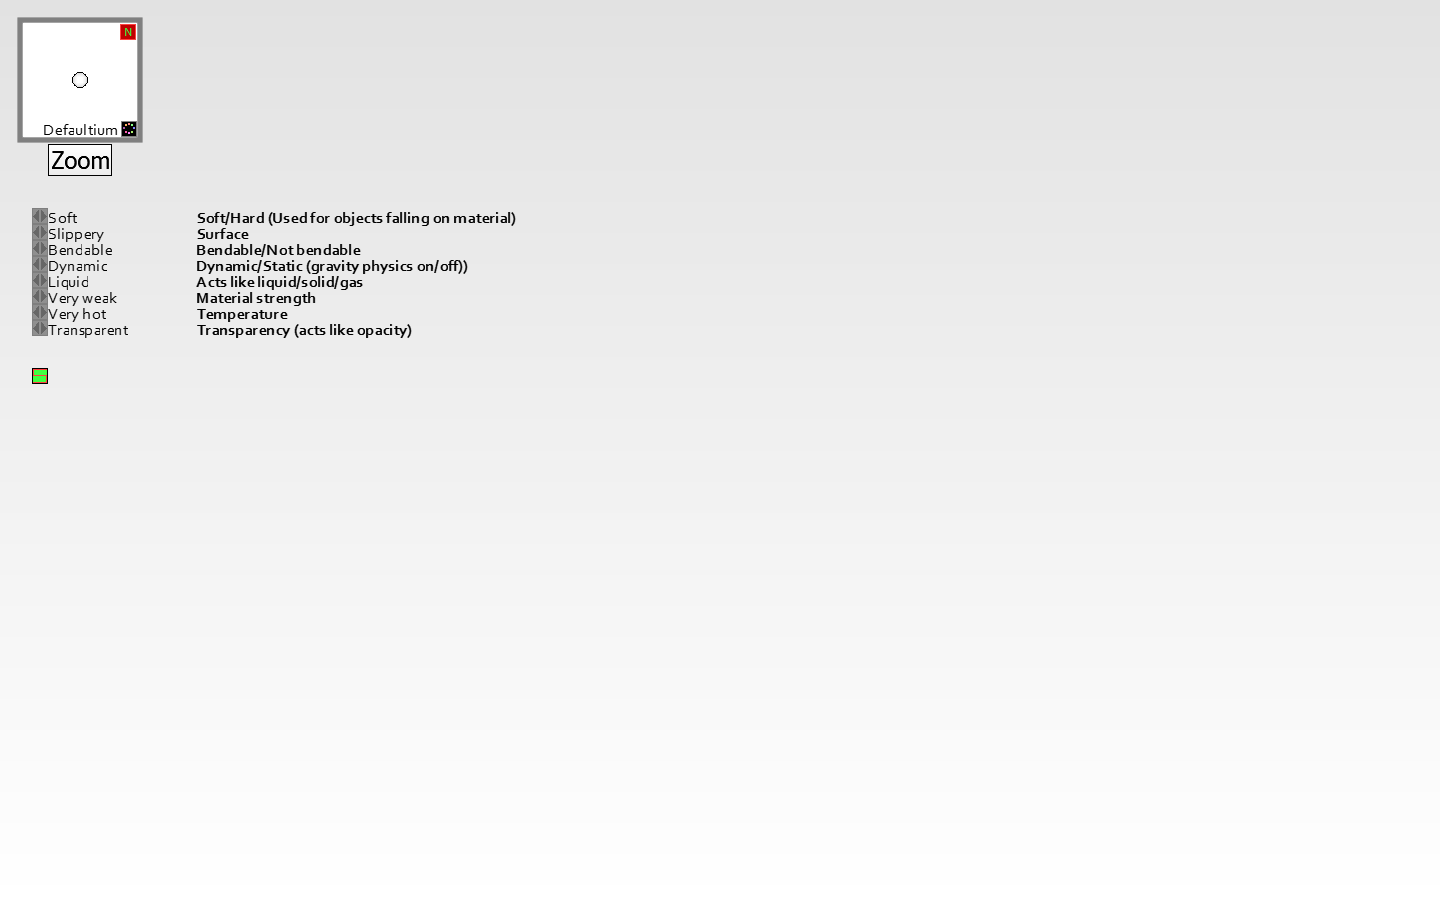 N
Defaultium
Zoom
Soft Soft/Hard (Used for objects falling on material)
Slippery Surface
Bendable Bendable/Not bendable
Dynamic Dynamic/Static (gravity physics on/off))
Liquid Acts like liquid/solid/gas
Very weak Material strength
Very hot Temperature
Transparent Transparency (acts like opacity)